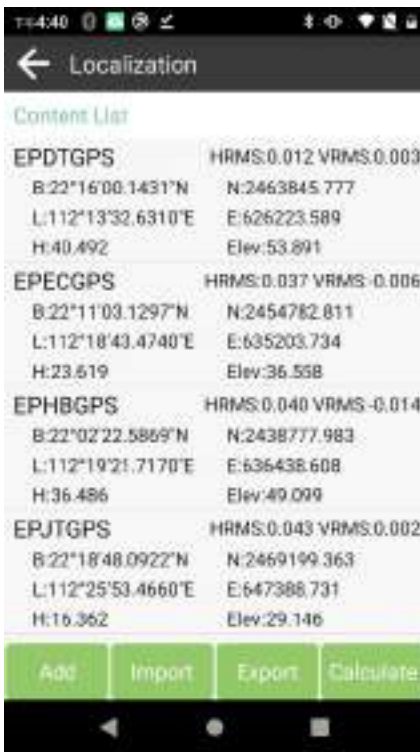 下午4:40
Localization
Content List
EPDTGPS HRMS:0.012 VRMS:0.003
B:22°16'00.1431"N N:2463845.777
L:112°13'32.6310"E E:626223.589
H:40.492 Elev:53.891
EPECGPS HRMS:0.037 VRMS:-0.006
B:22°11'03.1297"N N:2454782.811
L:112°18'43.4740"E E:635203.734
H:23.619 Elev:36.558
EPHBGPS HRMS:0.040 VRMS:-0.014
B:22°02'22.5869"N N:2438777.983
L:112°19'21.7170"E E:636438.608
H:36.486 Elev:49.099
EPJTGPS HRMS:0.043 VRMS:0.002
B:22°18'48.0922"N N:2469199.363
L:112°25'53.4660"E E:647388.731
H:16.362 Elev:29.146
Add Import Export Calculate